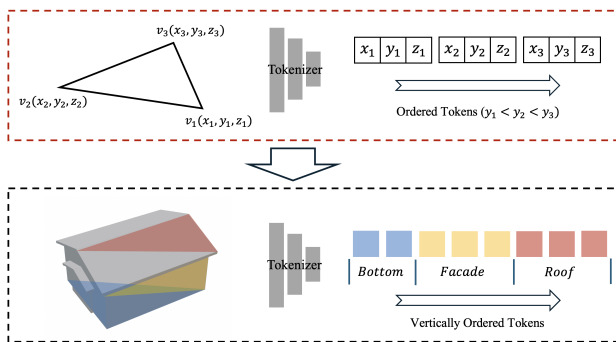 v₃(x₃, y₃, z₃)
v₂(x₂, y₂, z₂)
v₁(x₁, y₁, z₁)
Tokenizer
x₁ y₁ z₁ x₂ y₂ z₂ x₃ y₃ z₃
Ordered Tokens (y₁ < y₂ < y₃)
Tokenizer
Bottom Facade Roof
Vertically Ordered Tokens